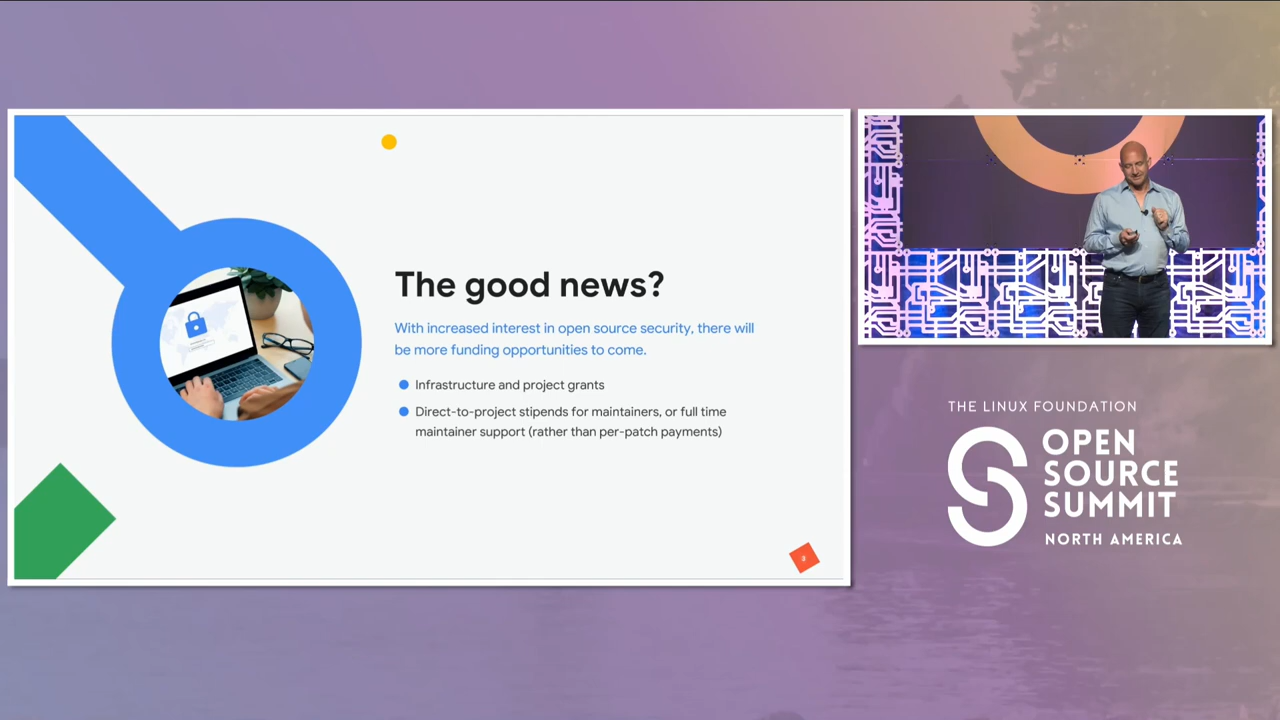 The good news?
With increased interest in open source security, there will
be more funding opportunities to come.
Infrastructure and project grants
Direct-to-project stipends for maintainers, or full time
maintainer support (rather than per-patch payments)
THE LINUX FOUNDATION
OPEN
SOURCE
SUMMIT
NORTH AMERICA